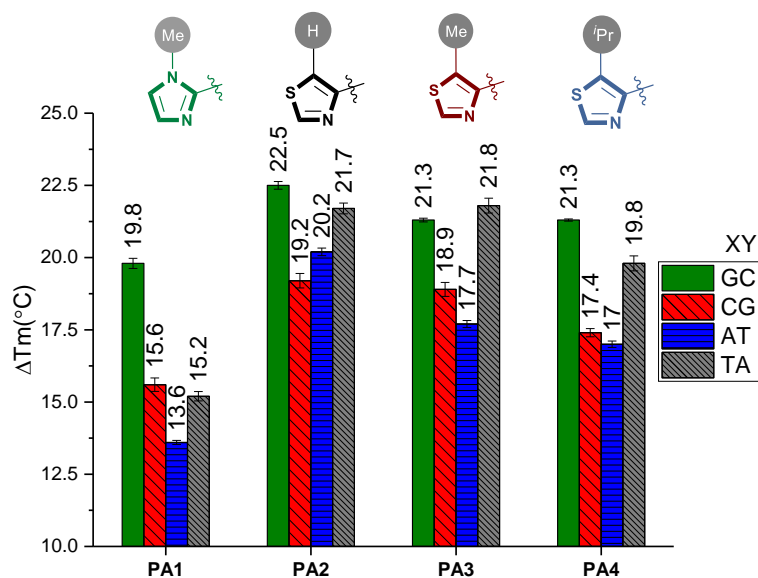 Me
H
Me
iPr
N
N
S
N
S
N
S
N
ΔTm(°C)
25.0
22.5
20.0
17.5
15.0
12.5
10.0
19.8
15.6
13.6
15.2
22.5
19.2
20.2
21.7
21.3
18.9
17.7
21.8
21.3
17.4
17
19.8
XY
GC
CG
AT
TA
PA1
PA2
PA3
PA4